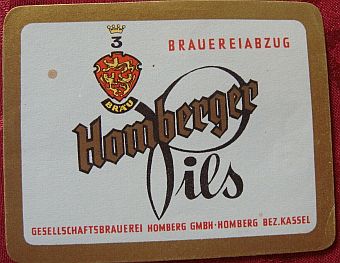 3
BRAUEREIABZUG
BRÄU
Homberger
Pils
GESELLSCHAFTSBRAUEREI HOMBERG GMBH·HOMBERG BEZ.KASSEL